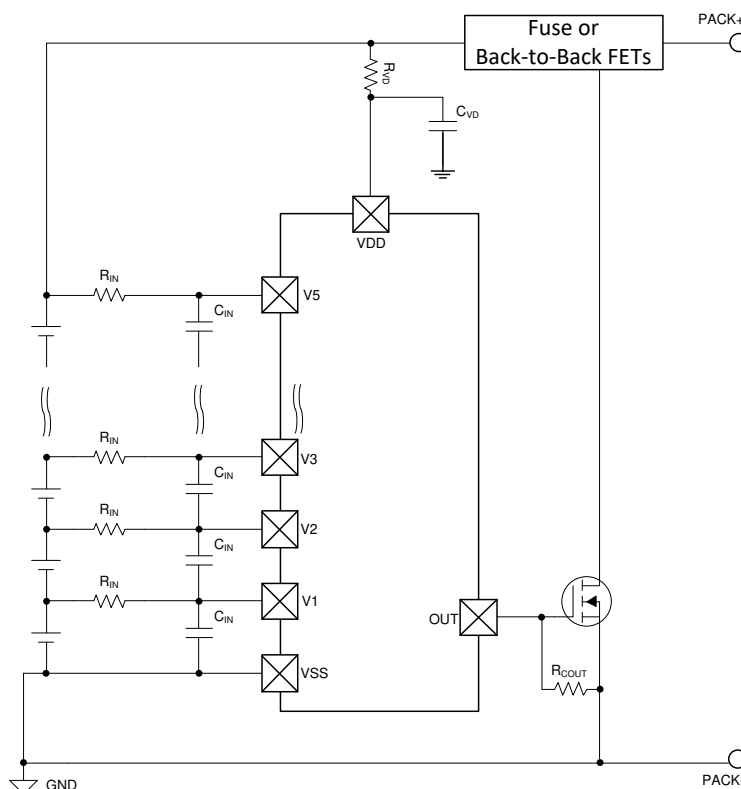 PACK+
Fuse or
Back-to-Back FETs
RVD
CVD
VDD
RIN
CIN
V5
RIN
V3
CIN
RIN
V2
CIN
RIN
V1
CIN
OUT
VSS
RCOUT
GND
PACK